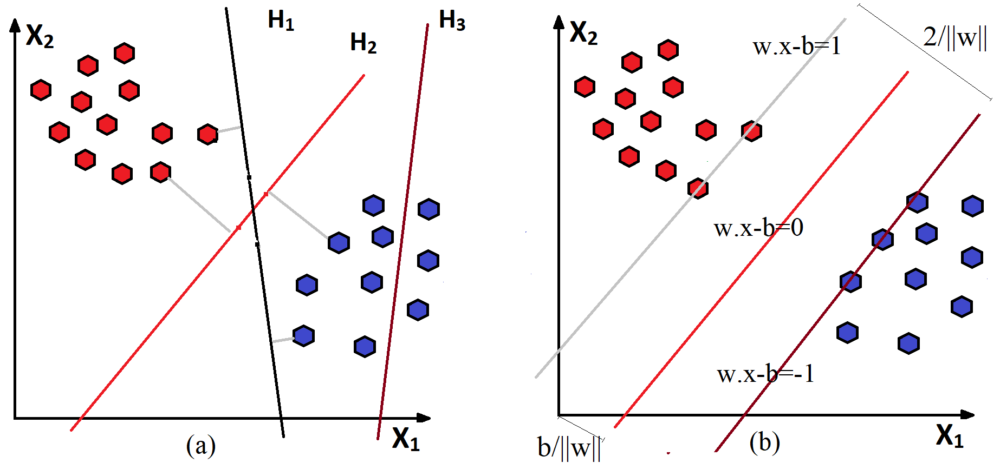 X₂
H₁
H₂
H₃
X₁
(a)
X₂
w.x-b=1
2/||w||
w.x-b=0
w.x-b=-1
X₁
b/||w||
(b)